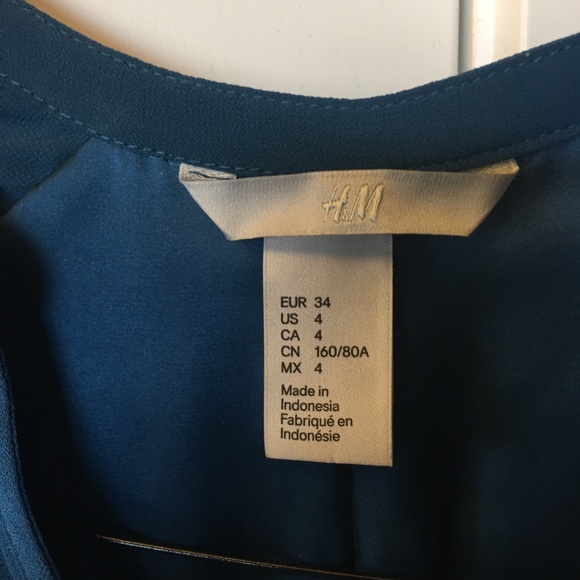 H&M
EUR 34
US 4
CA 4
CN 160/80A
MX 4
Made in
Indonesia
Fabriqué en
Indonésie